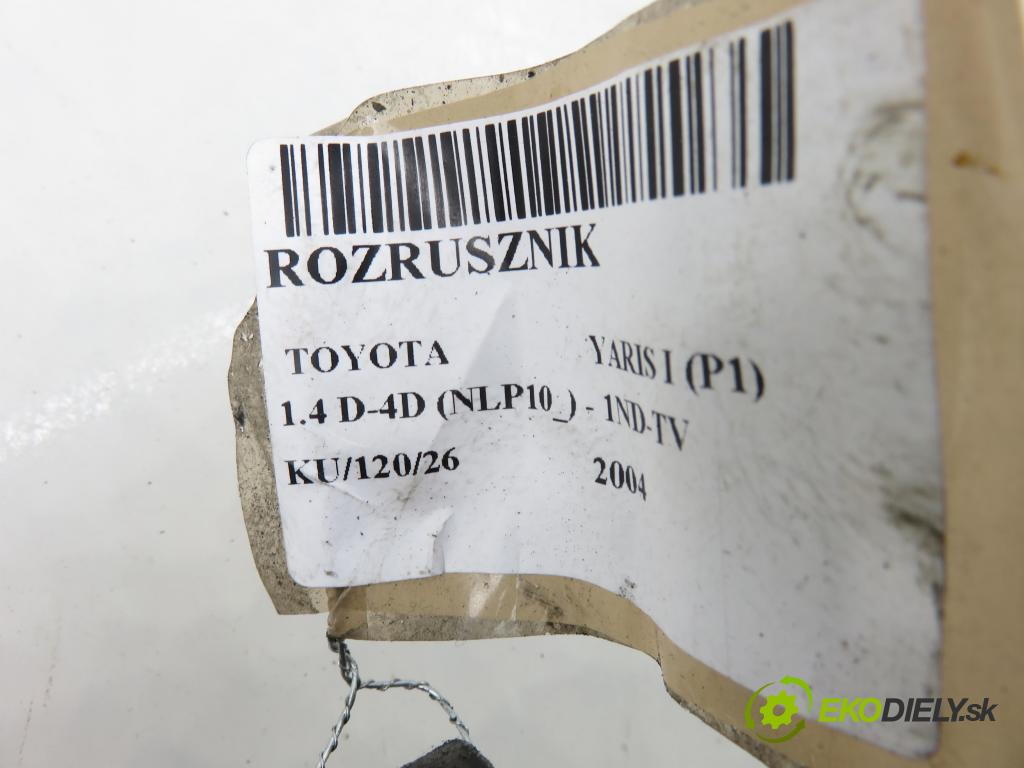 ROZRUSZNIK
TOYOTA YARIS I (P1)
1.4 D-4D (NLP10_) - 1ND-TV
KU/120/26 2004
EKODIELY.sk